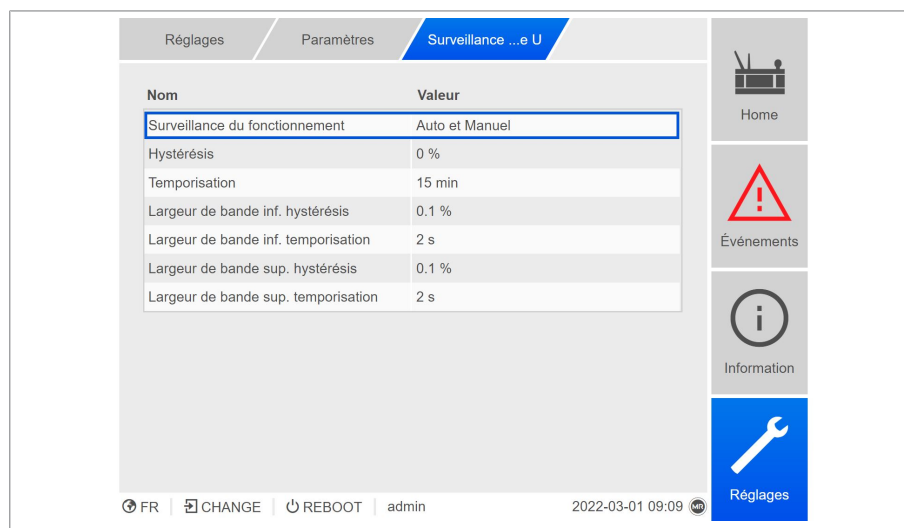 Réglages Paramètres Surveillance ...e U
Nom Valeur
Surveillance du fonctionnement Auto et Manuel
Hystérésis 0 %
Temporisation 15 min
Largeur de bande inf. hystérésis 0.1 %
Largeur de bande inf. temporisation 2 s
Largeur de bande sup. hystérésis 0.1 %
Largeur de bande sup. temporisation 2 s
Home
Événements
Information
Réglages
FR CHANGE REBOOT admin 2022-03-01 09:09 MR